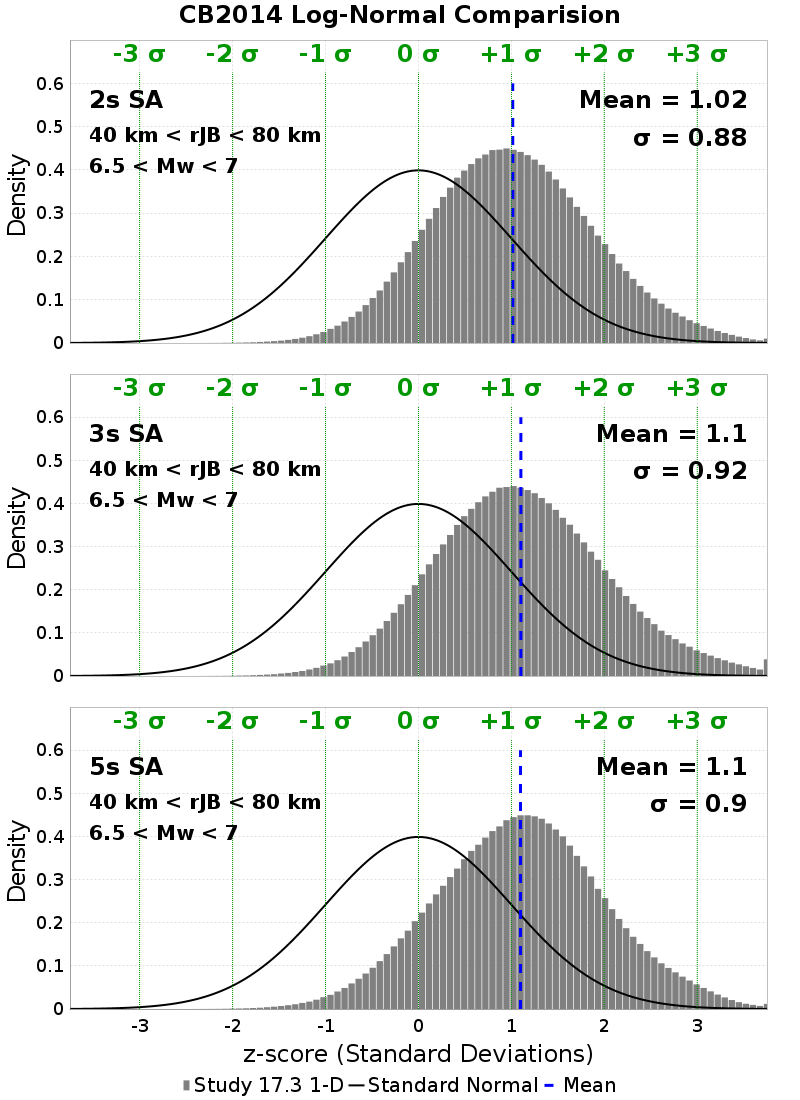 CB2014 Log-Normal Comparision
-3 σ -2 σ -1 σ 0 σ +1 σ +2 σ +3 σ
0.6
2s SA Mean = 1.02
0.5
40 km < rJB < 80 km σ = 0.88
6.5 < Mw < 7
0.4
0.3
0.2
0.1
0
Density
-3 σ -2 σ -1 σ 0 σ +1 σ +2 σ +3 σ
0.6
3s SA Mean = 1.1
0.5
40 km < rJB < 80 km σ = 0.92
6.5 < Mw < 7
0.4
0.3
0.2
0.1
0
Density
-3 σ -2 σ -1 σ 0 σ +1 σ +2 σ +3 σ
0.6
5s SA Mean = 1.1
0.5
40 km < rJB < 80 km σ = 0.9
6.5 < Mw < 7
0.4
0.3
0.2
0.1
0
Density
-3 -2 -1 0 1 2 3
z-score (Standard Deviations)
Study 17.3 1-D Standard Normal Mean